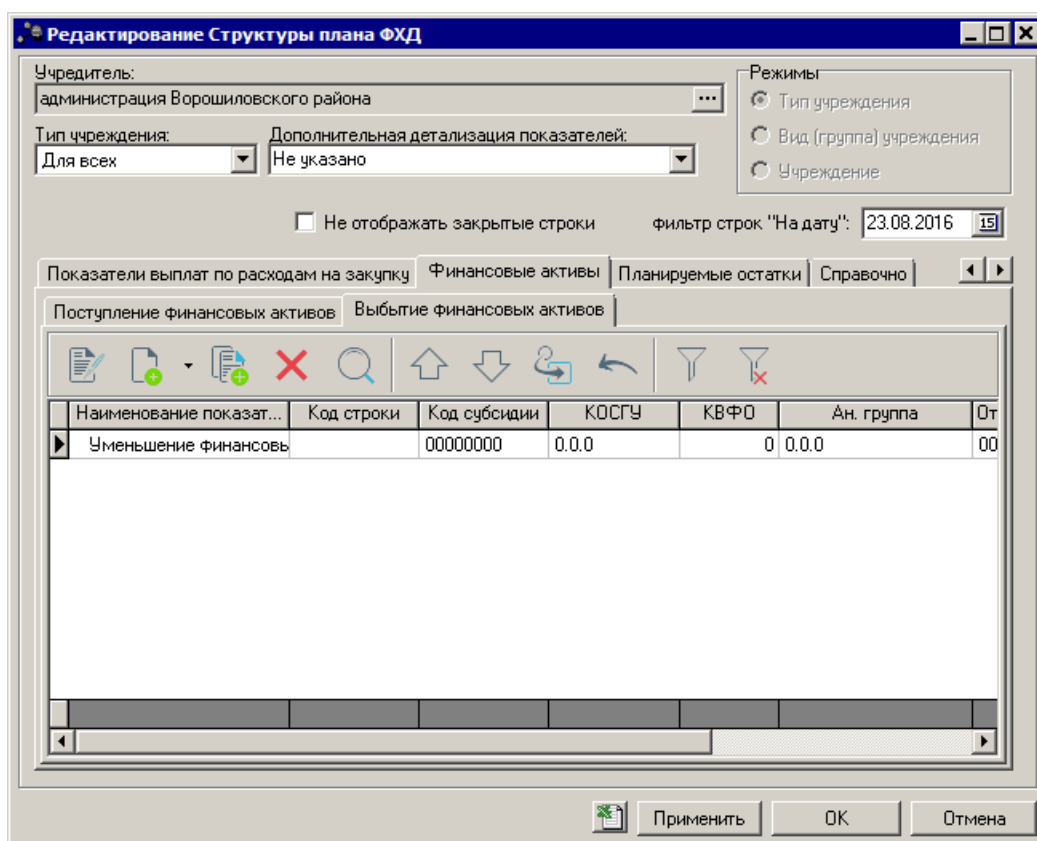 Редактирование Структуры плана ФХД
Учредитель:
администрация Ворошиловского района
...
Режимы
Тип учреждения
Вид (группа) учреждения
Учреждение
Тип учреждения:
Дополнительная детализация показателей:
Для всех
Не указано
Не отображать закрытые строки
фильтр строк "На дату":
23.08.2016
15
Показатели выплат по расходам на закупку
Финансовые активы
Планируемые остатки
Справочно
Поступление финансовых активов
Выбытие финансовых активов
Наименование показат...
Код строки
Код субсидии
КОСГУ
КВФО
Ан. группа
От
Уменьшение финансовь
00000000
0.0.0
0
0.0.0
00
Применить
ОК
Отмена